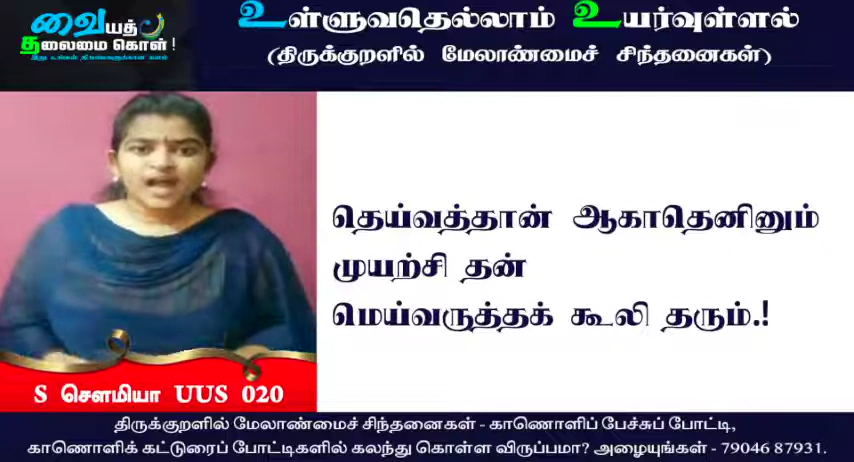 வையத்
தலைமை கொள் !
உள்ளுவதெல்லாம் உயர்வுள்ளல்
(திருக்குறளில் மேலாண்மைச் சிந்தனைகள்)
தெய்வத்தான் ஆகாதெனினும்
முயற்சி தன்
மெய்வருத்தக் கூலி தரும்.!
S சௌமியா UUS 020
திருக்குறளில் மேலாண்மைச் சிந்தனைகள் - காணொளிப் பேச்சுப் போட்டி,
காணொளிக் கட்டுரைப் போட்டிகளில் கலந்து கொள்ள விருப்பமா? அழையுங்கள் - 79046 87931.